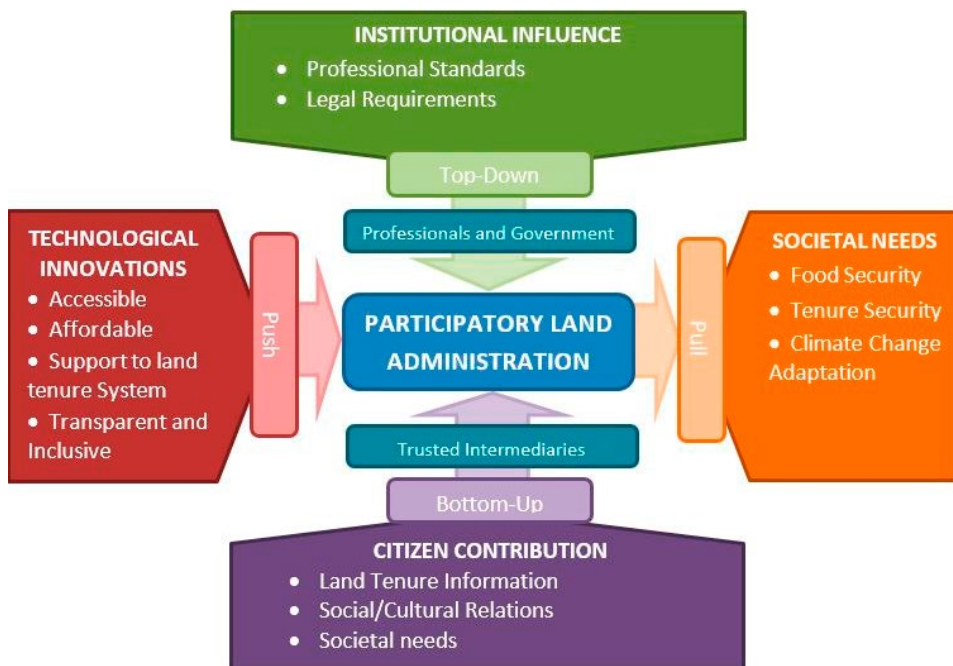 INSTITUTIONAL INFLUENCE
• Professional Standards
• Legal Requirements
Top-Down
Professionals and Government
TECHNOLOGICAL
INNOVATIONS
• Accessible
• Affordable
• Support to land
tenure System
• Transparent and
Inclusive
Push
PARTICIPATORY LAND
ADMINISTRATION
Pull
SOCIETAL NEEDS
• Food Security
• Tenure Security
• Climate Change
Adaptation
Trusted Intermediaries
Bottom-Up
CITIZEN CONTRIBUTION
• Land Tenure Information
• Social/Cultural Relations
• Societal needs